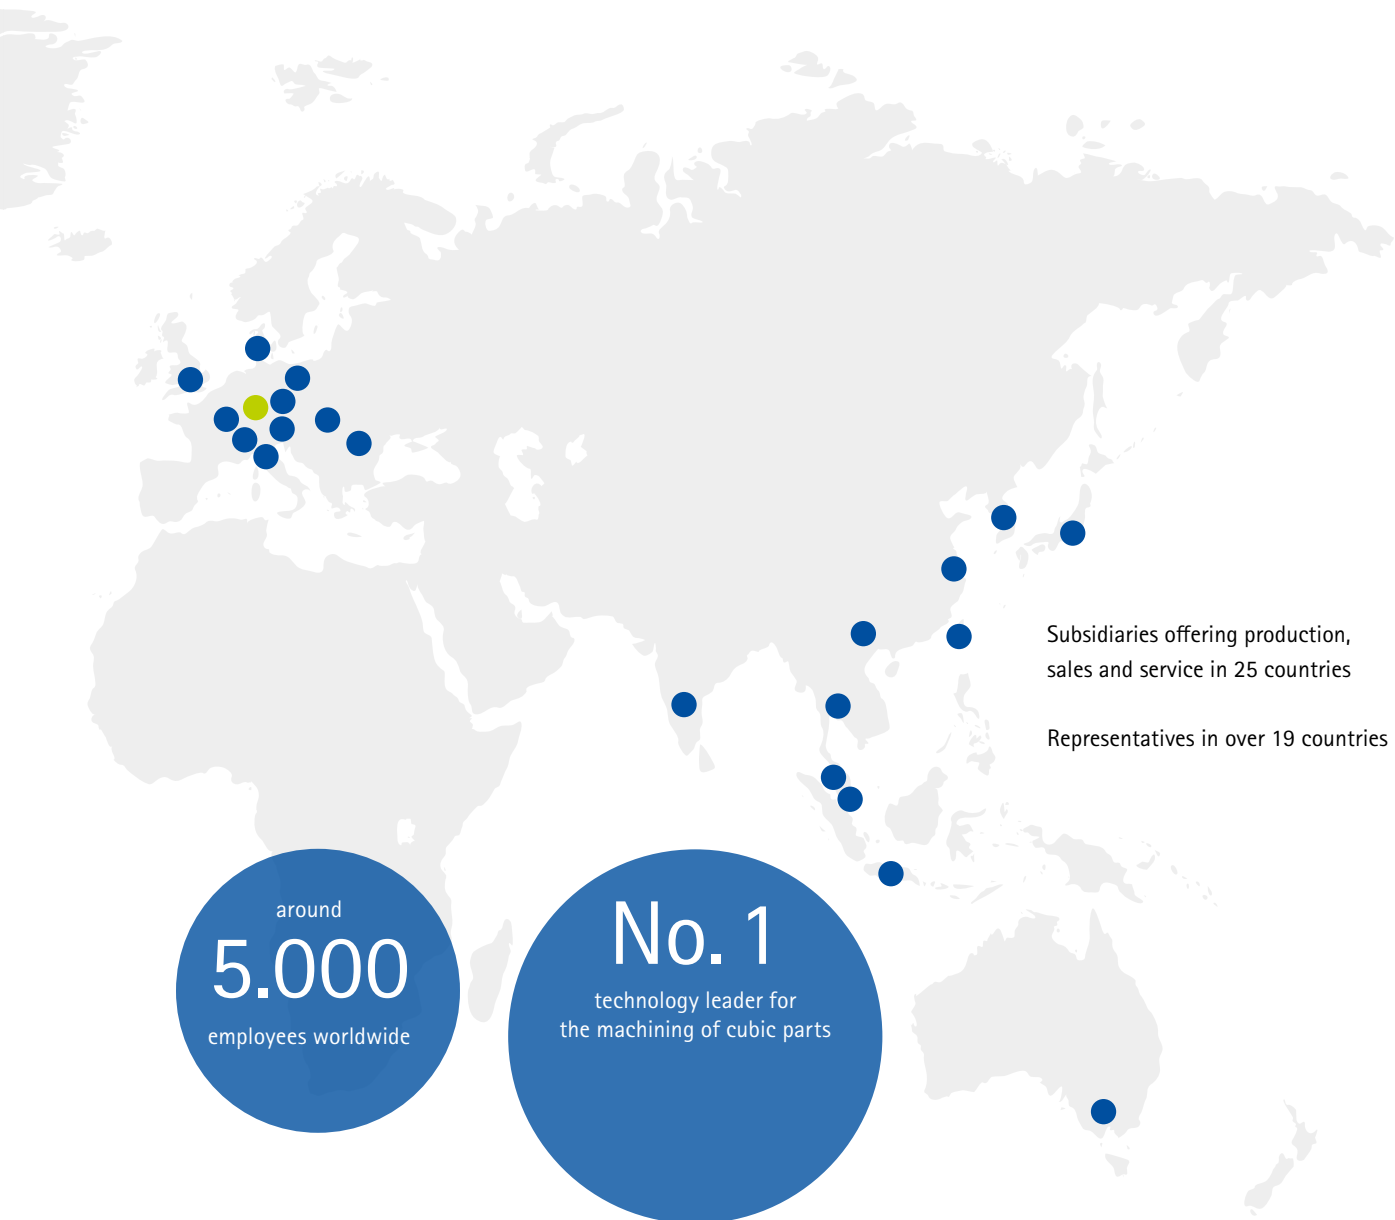 Subsidiaries offering production,
sales and service in 25 countries
Representatives in over 19 countries
around
5.000
employees worldwide
No. 1
technology leader for
the machining of cubic parts